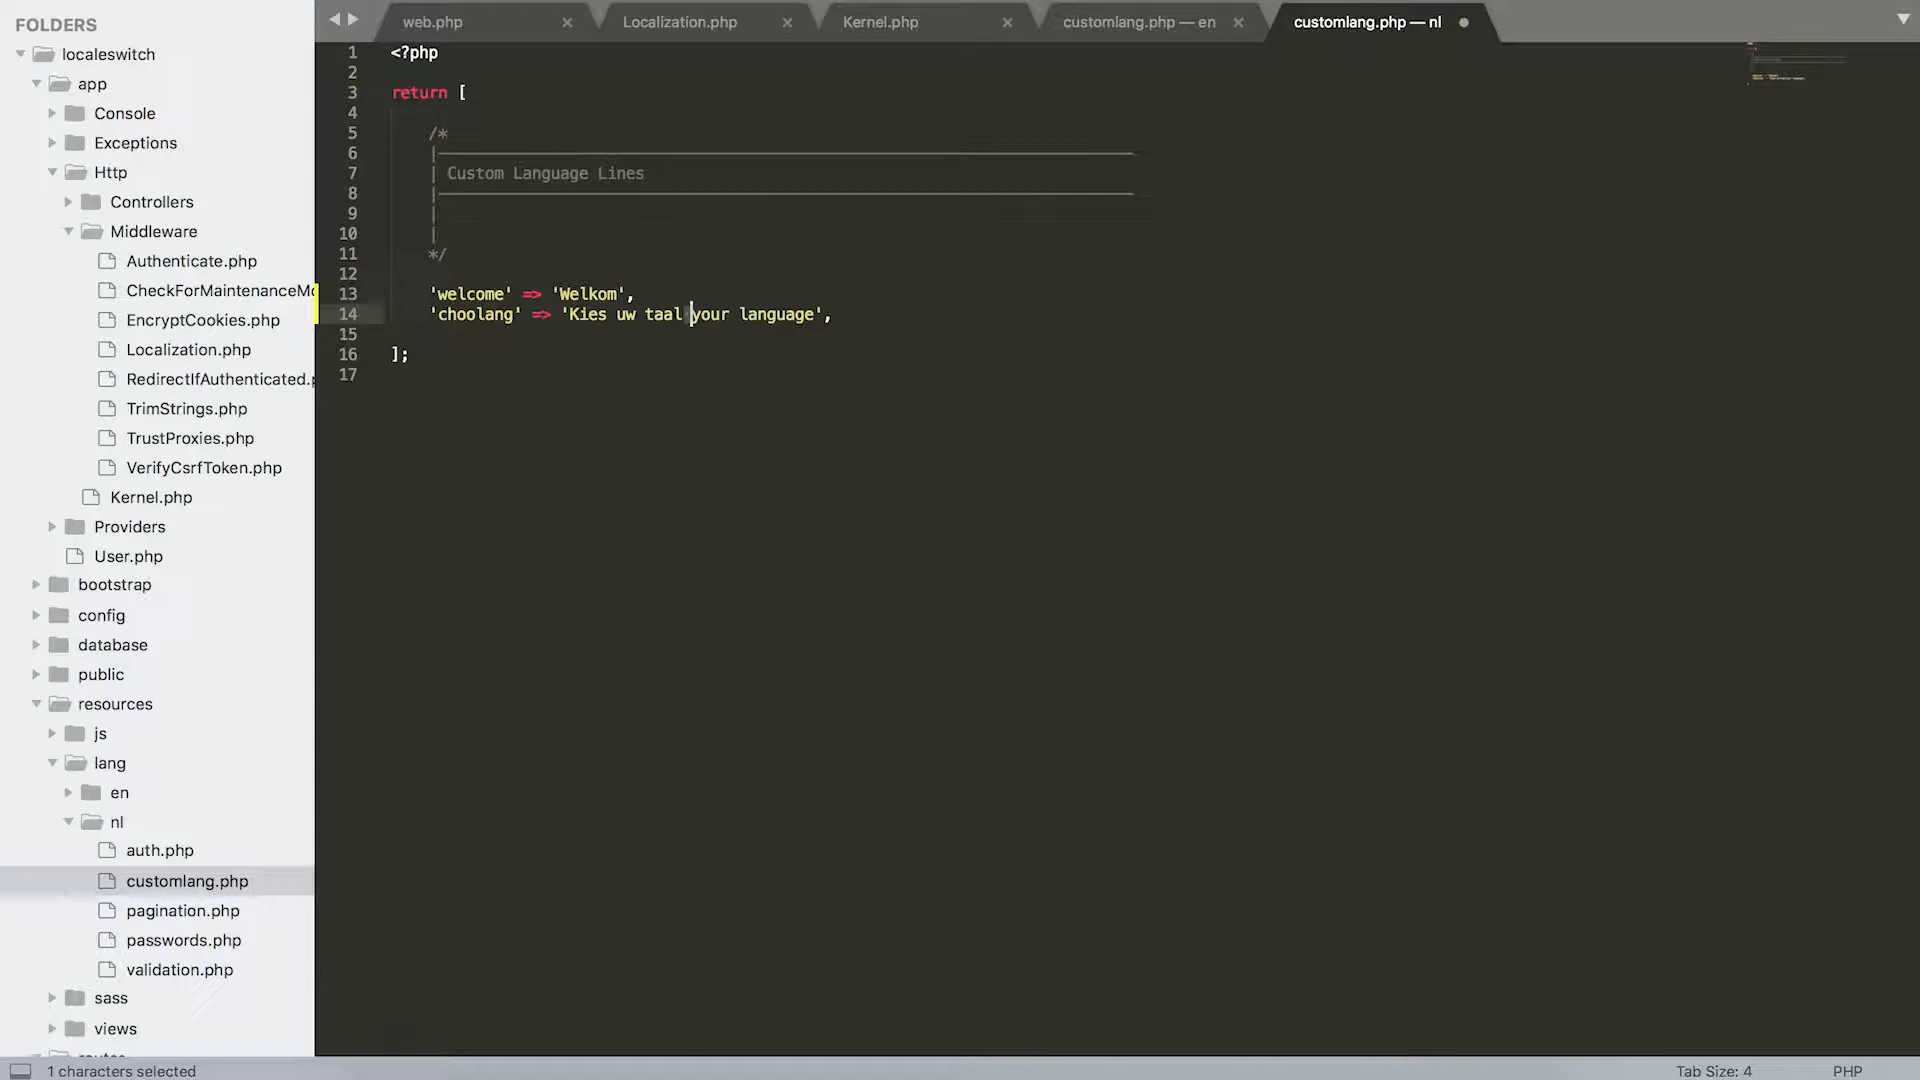 FOLDERS
localeswitch
app
Console
Exceptions
Http
Controllers
Middleware
Authenticate.php
CheckForMaintenanceMo
EncryptCookies.php
Localization.php
RedirectIfAuthenticated.p
TrimStrings.php
TrustProxies.php
VerifyCsrfToken.php
Kernel.php
Providers
User.php
bootstrap
config
database
public
resources
js
lang
en
nl
auth.php
customlang.php
pagination.php
passwords.php
validation.php
sass
views
web.php
Localization.php
Kernel.php
customlang.php — en
customlang.php — nl
1 <?php
2
3 return [
4
5 /*
6 |--------------------------------------------------------------------------
7 | Custom Language Lines
8 |--------------------------------------------------------------------------
9 |
10 |
11 */
12
13 'welcome' => 'Welkom',
14 'choolang' => 'Kies uw taal your language',
15
16 ];
17
1 characters selected
Tab Size: 4
PHP